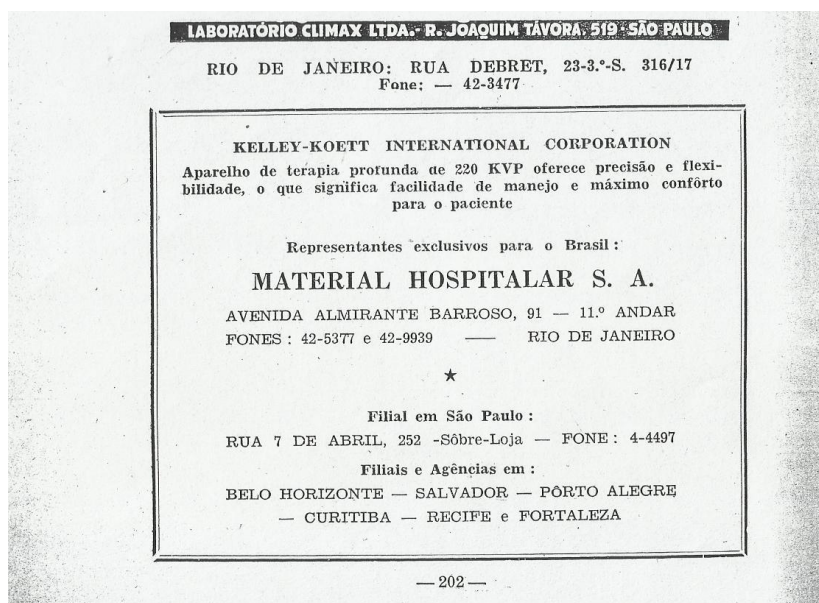 LABORATÓRIO CLIMAX LTDA.- R. JOAQUIM TÁVORA, 519 - SÃO PAULO
RIO DE JANEIRO: RUA DEBRET, 23-3.º-S. 316/17
Fone: — 42-3477
KELLEY-KOETT INTERNATIONAL CORPORATION
Aparelho de terapia profunda de 220 KVP oferece precisão e flexi-
bilidade, o que significa facilidade de manejo e máximo confôrto
para o paciente
Representantes exclusivos para o Brasil :
MATERIAL HOSPITALAR S. A.
AVENIDA ALMIRANTE BARROSO, 91 — 11.º ANDAR
FONES : 42-5377 e 42-9939 — RIO DE JANEIRO
★
Filial em São Paulo :
RUA 7 DE ABRIL, 252 -Sôbre-Loja — FONE : 4-4497
Filiais e Agências em :
BELO HORIZONTE — SALVADOR — PÔRTO ALEGRE
— CURITIBA — RECIFE e FORTALEZA
— 202 —